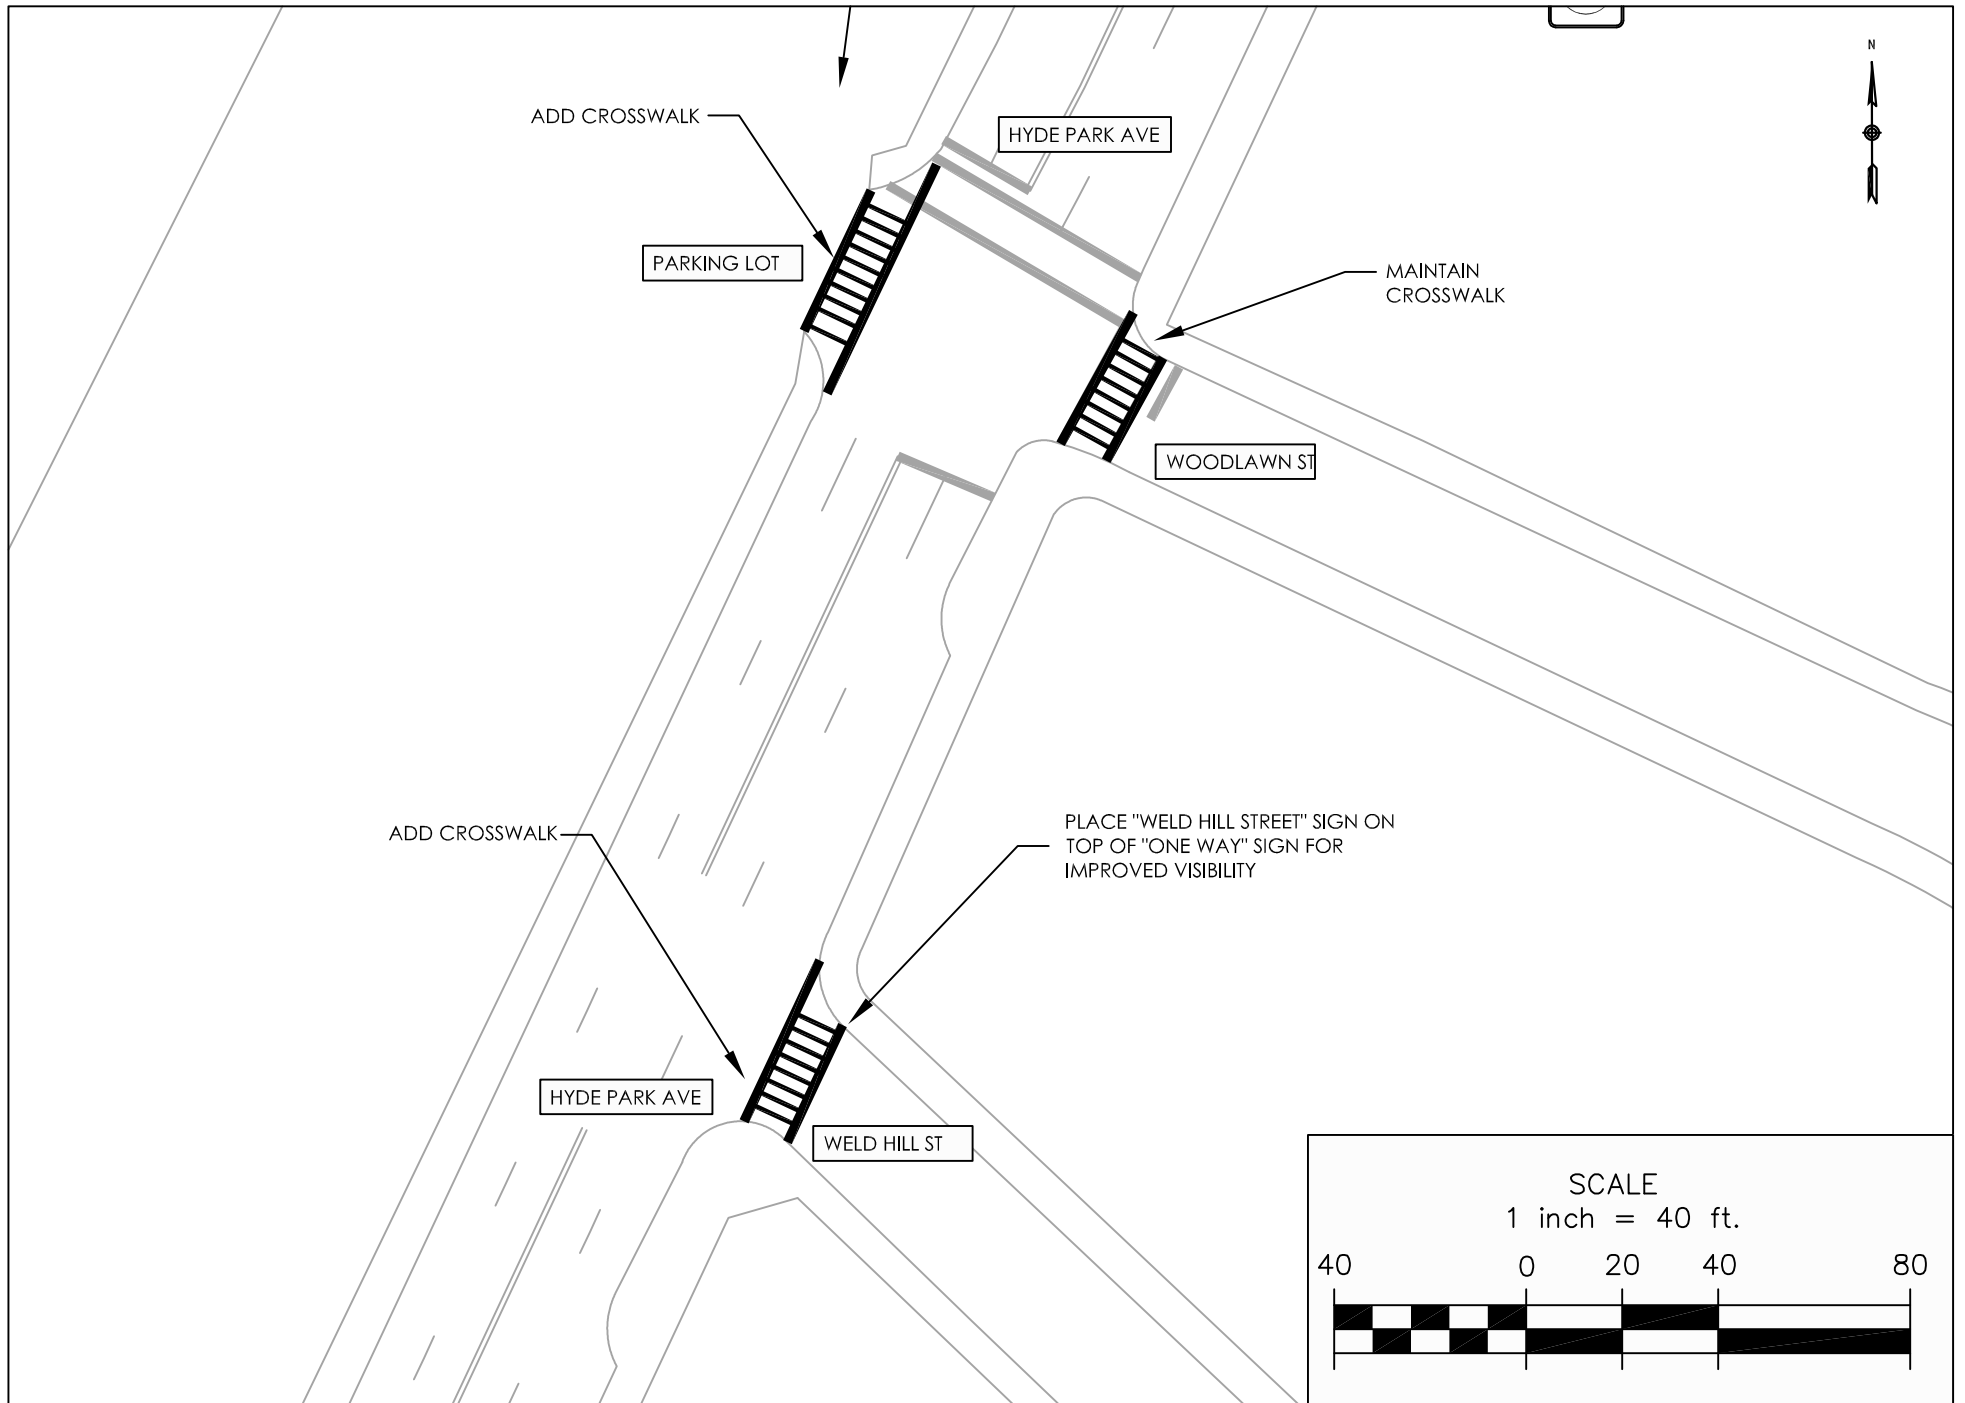 N
ADD CROSSWALK
HYDE PARK AVE
PARKING LOT
MAINTAIN
CROSSWALK
WOODLAWN ST
ADD CROSSWALK
PLACE "WELD HILL STREET" SIGN ON
TOP OF "ONE WAY" SIGN FOR
IMPROVED VISIBILITY
HYDE PARK AVE
WELD HILL ST
SCALE
1 inch = 40 ft.
40 0 20 40 80